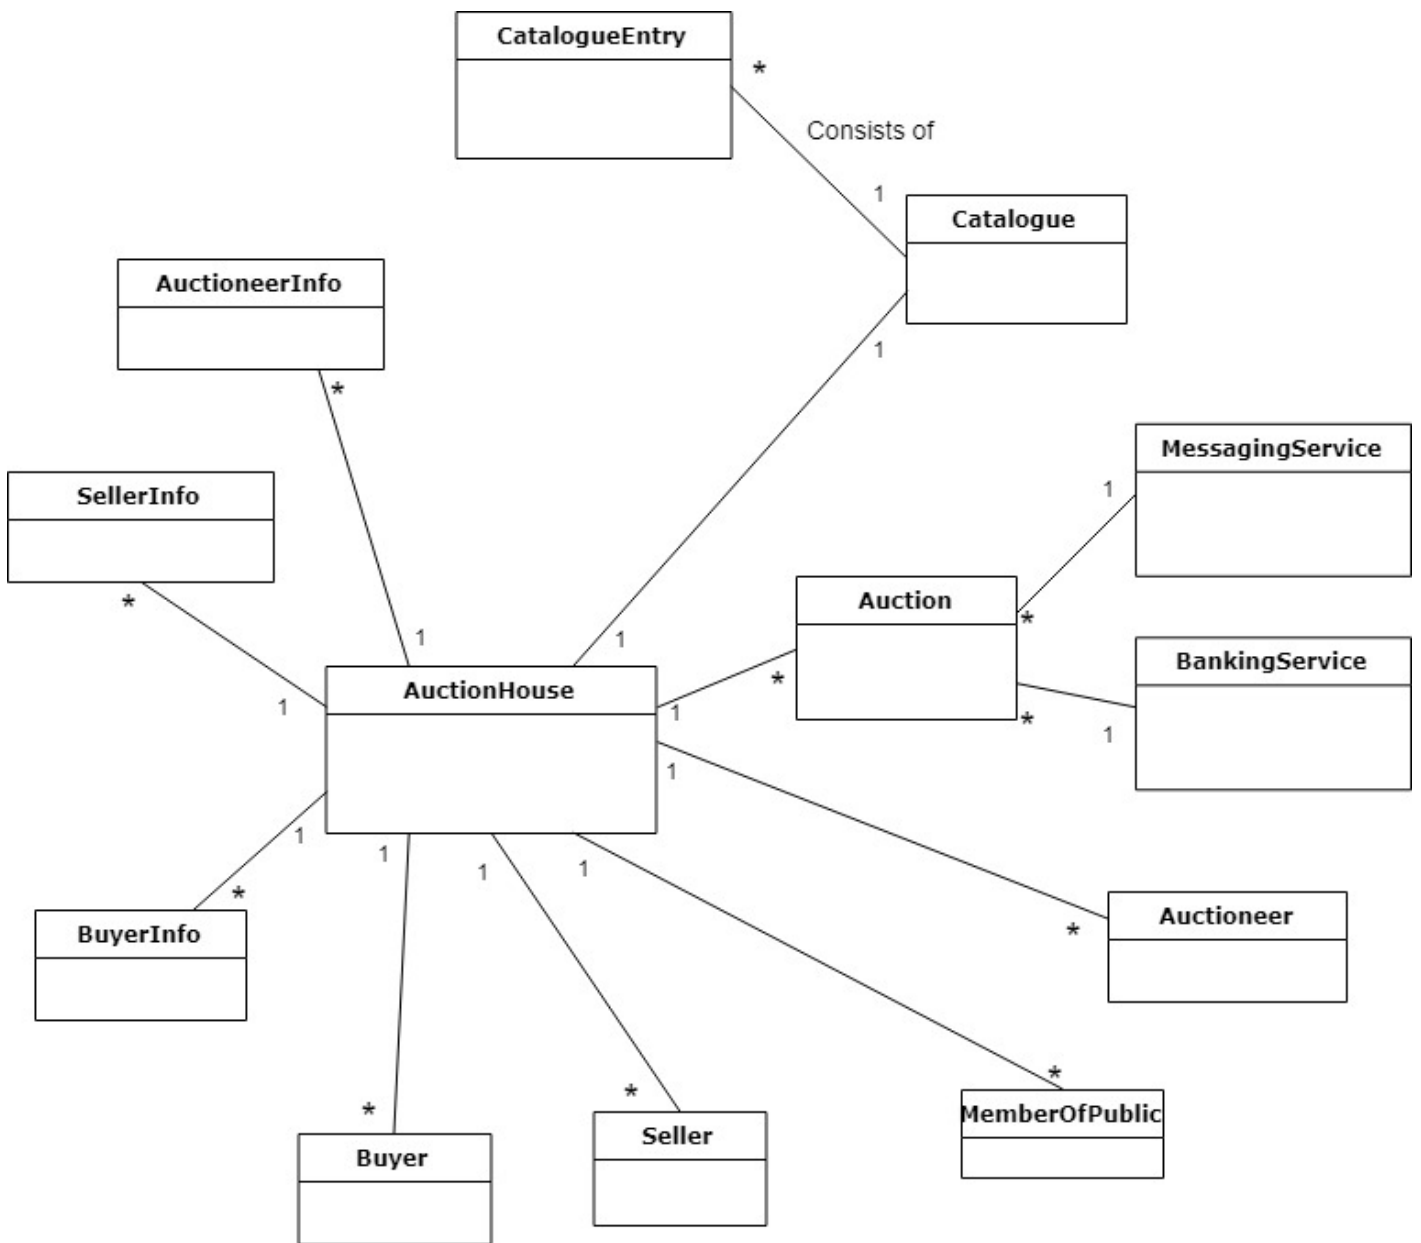 CatalogueEntry
*
Consists of
1
Catalogue
AuctioneerInfo
1
*
MessagingService
SellerInfo
1
Auction
*
*
1
1
BankingService
AuctionHouse
*
1
1
*
1
1
1
1
1
1
*
Auctioneer
BuyerInfo
*
*
*
*
MemberOfPublic
Seller
Buyer